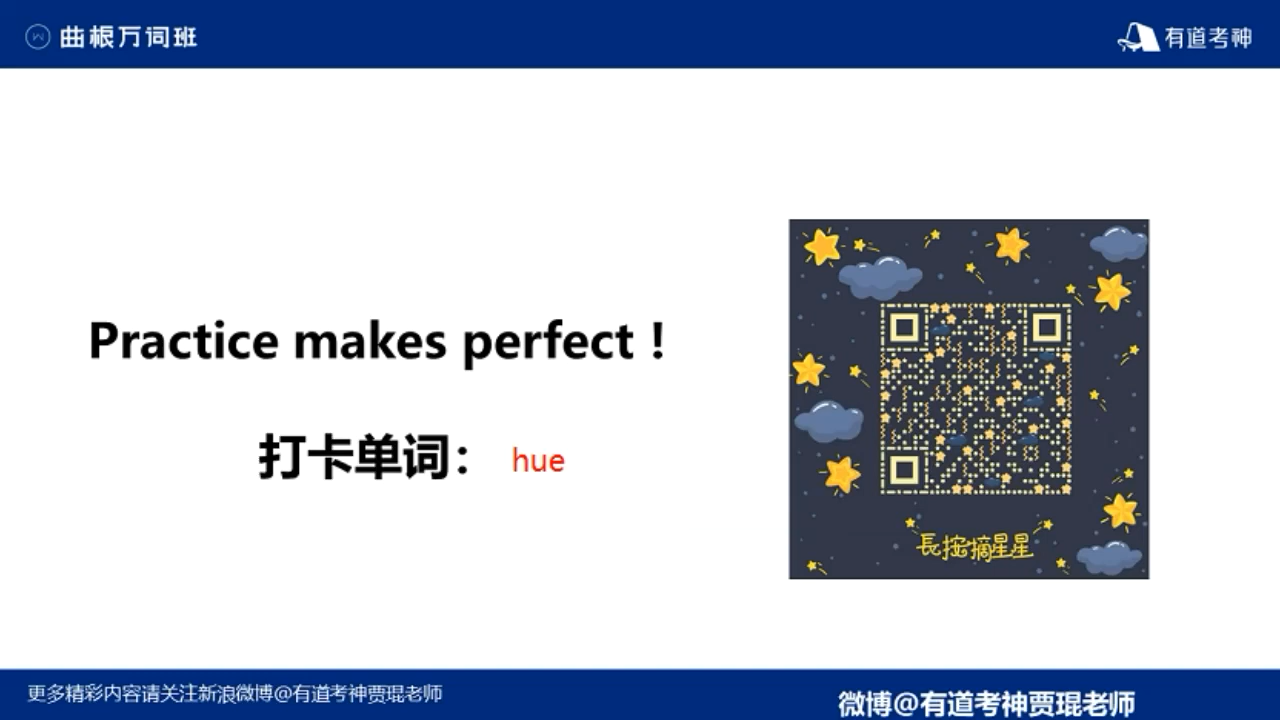 曲根万词班
有道考神
Practice makes perfect！
打卡单词： hue
長按摘星星
更多精彩内容请关注新浪微博@有道考神贾琨老师
微博@有道考神贾琨老师